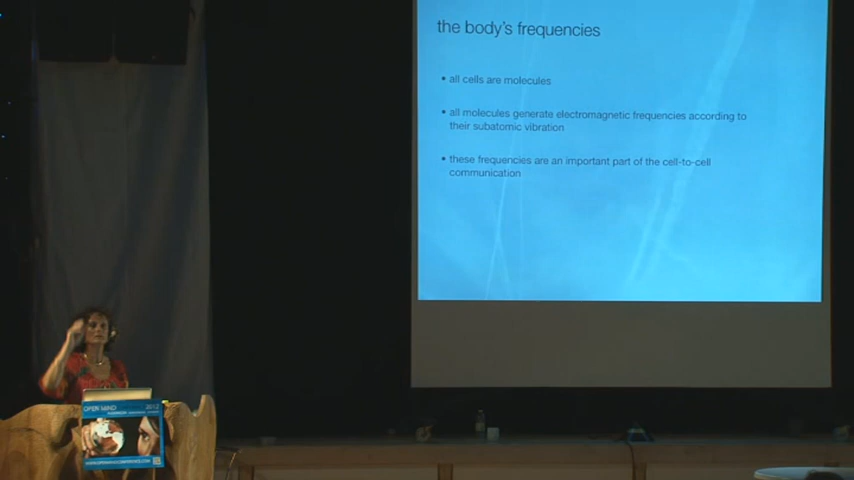 the body's frequencies
• all cells are molecules
• all molecules generate electromagnetic frequencies according to
their subatomic vibration
• these frequencies are an important part of the cell-to-cell
communication
OPEN MIND 2012